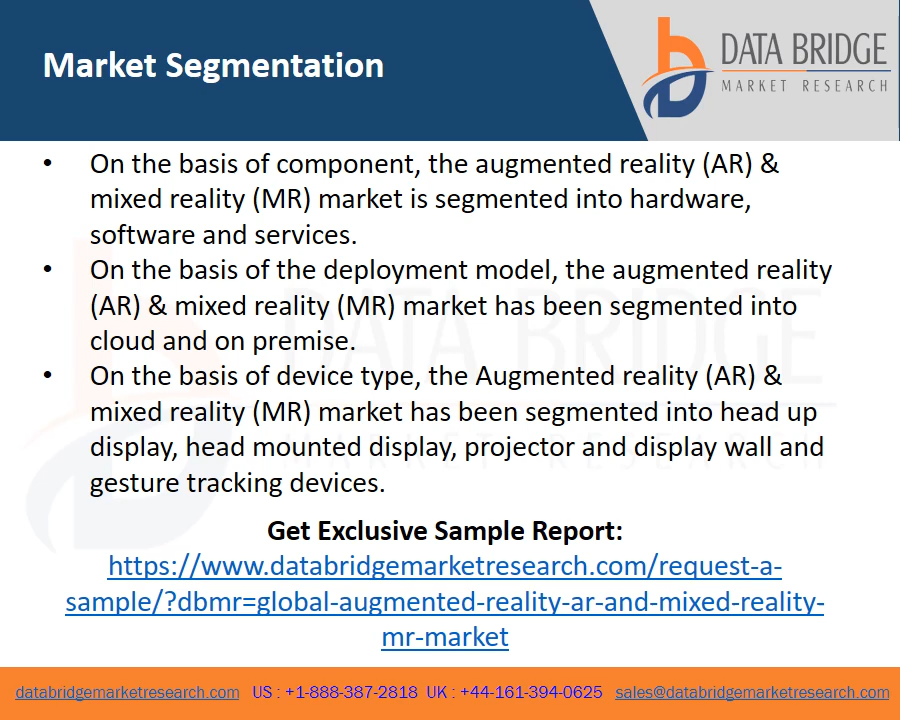 Market Segmentation
DATA BRIDGE
MARKET RESEARCH
• On the basis of component, the augmented reality (AR) &
mixed reality (MR) market is segmented into hardware,
software and services.
• On the basis of the deployment model, the augmented reality
(AR) & mixed reality (MR) market has been segmented into
cloud and on premise.
• On the basis of device type, the Augmented reality (AR) &
mixed reality (MR) market has been segmented into head up
display, head mounted display, projector and display wall and
gesture tracking devices.
DATA BRIDGE
MARKET RESEARCH
Get Exclusive Sample Report:
https://www.databridgemarketresearch.com/request-a-
sample/?dbmr=global-augmented-reality-ar-and-mixed-reality-
mr-market
databridgemarketresearch.com US : +1-888-387-2818 UK : +44-161-394-0625 sales@databridgemarketresearch.com